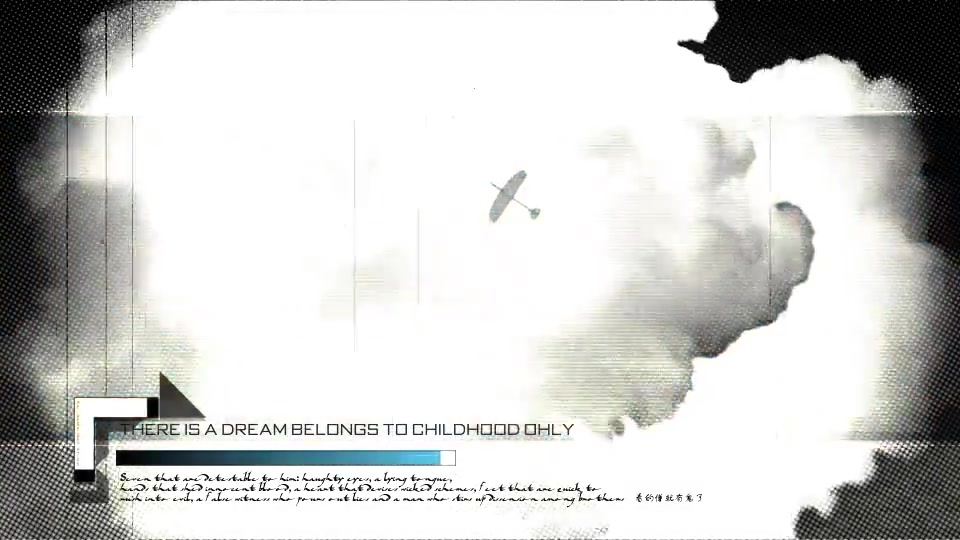 THERE IS A DREAM BELONGS TO CHILDHOOD OHLY
Seven that are detestable to him: haughty eyes, a lying tongue,
hands that shed innocent blood, a heart that devises wicked schemes, feet that are quick to
rush into evil, a false witness who pours out lies and a man who stirs up dissension among brothers 看的懂就有鬼了